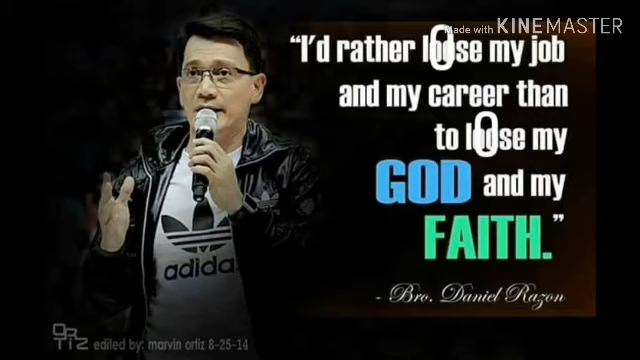 Made with KINEMASTER
“I'd rather loose my job
and my career than
to loose my
GOD and my
FAITH.”
- Bro. Daniel Razon
adidas
ORTIZ edited by: marvin ortiz 8-25-14